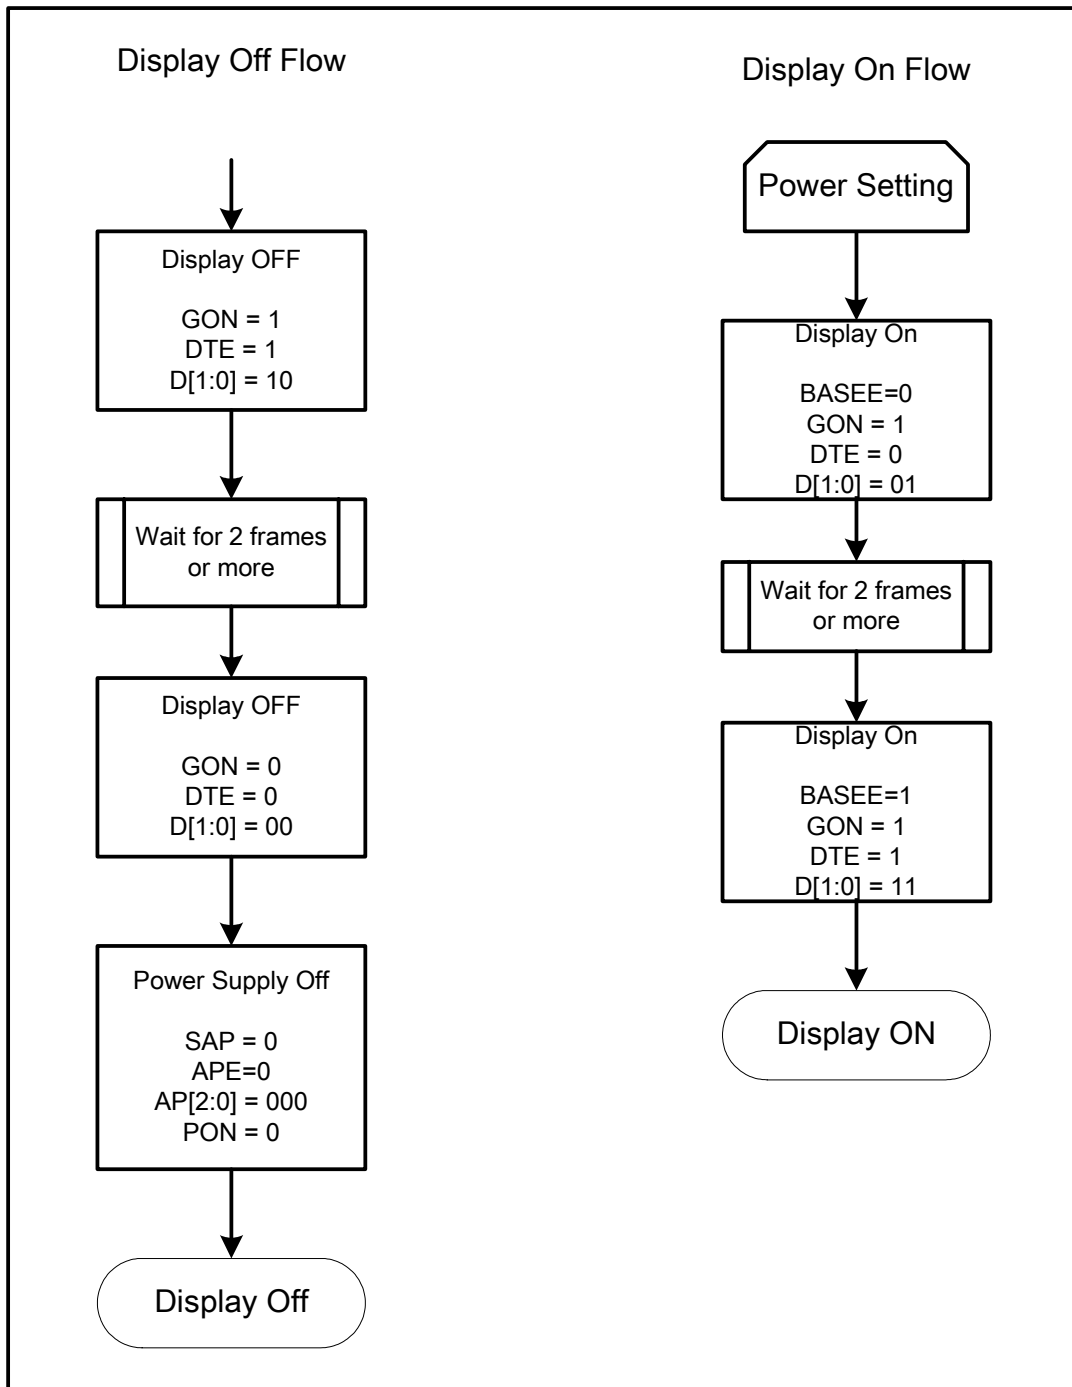 Display Off Flow
Display OFF
GON = 1
DTE = 1
D[1:0] = 10
Wait for 2 frames
or more
Display OFF
GON = 0
DTE = 0
D[1:0] = 00
Power Supply Off
SAP = 0
APE=0
AP[2:0] = 000
PON = 0
Display Off
Display On Flow
Power Setting
Display On
BASEE=0
GON = 1
DTE = 0
D[1:0] = 01
Wait for 2 frames
or more
Display On
BASEE=1
GON = 1
DTE = 1
D[1:0] = 11
Display ON